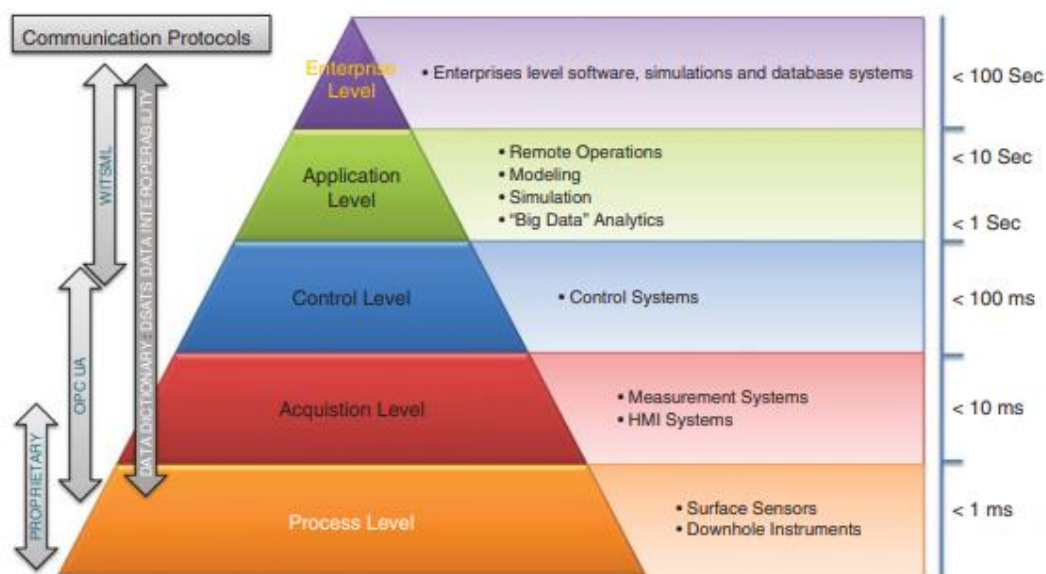 Communication Protocols
WITSML
DATA DICTIONARY : DSATS DATA INTEROPERABILITY
OPC UA
PROPRIETARY
Enterprise
Level
• Enterprises level software, simulations and database systems
< 100 Sec
Application
Level
• Remote Operations
• Modeling
• Simulation
• "Big Data" Analytics
< 10 Sec
< 1 Sec
Control Level
• Control Systems
< 100 ms
Acquistion Level
• Measurement Systems
• HMI Systems
< 10 ms
Process Level
• Surface Sensors
• Downhole Instruments
< 1 ms